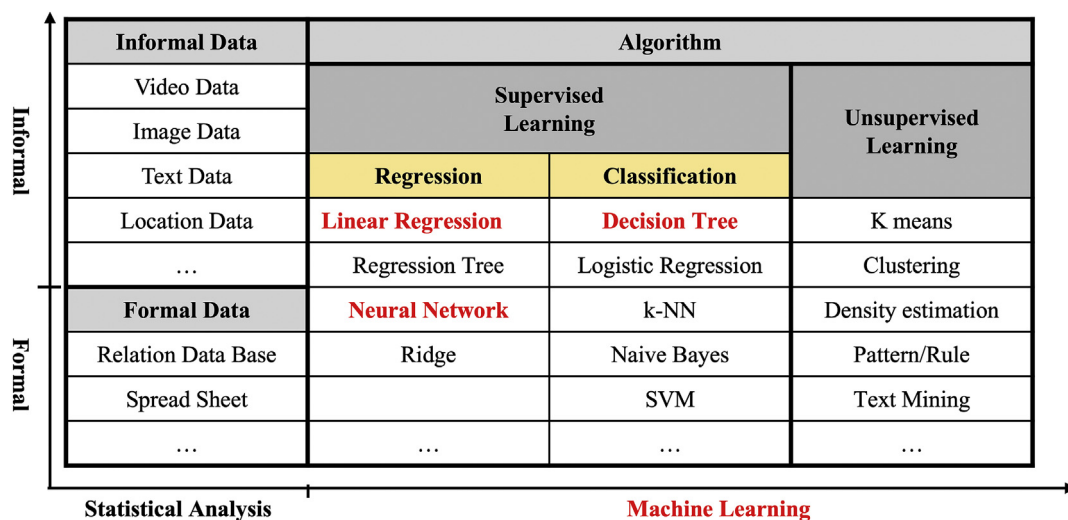 Informal Data
Algorithm
Video Data
Supervised
Learning
Unsupervised
Learning
Image Data
Text Data
Regression
Classification
Location Data
Linear Regression
Decision Tree
K means
…
Regression Tree
Logistic Regression
Clustering
Formal Data
Neural Network
k-NN
Density estimation
Relation Data Base
Ridge
Naive Bayes
Pattern/Rule
Spread Sheet
SVM
Text Mining
…
…
…
…
Informal
Formal
Statistical Analysis
Machine Learning